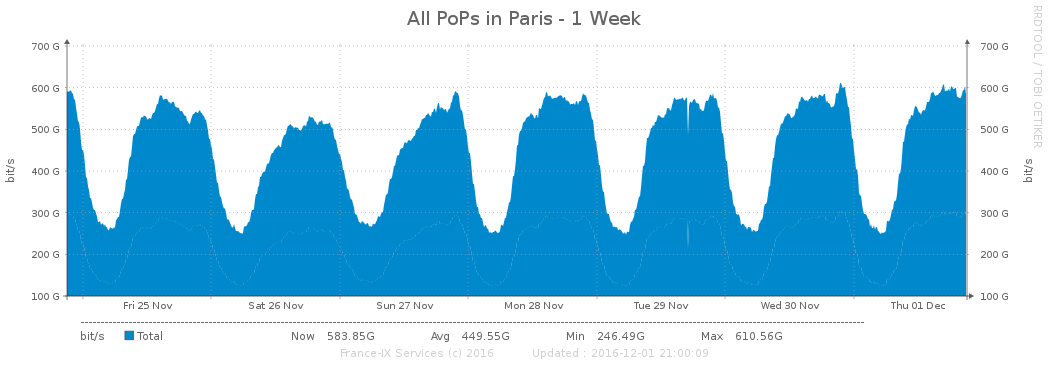 All PoPs in Paris - 1 Week
RRDTOOL / TOBI OETIKER
700 G 700 G
600 G 600 G
500 G 500 G
400 G 400 G
300 G 300 G
200 G 200 G
100 G 100 G
bit/s bit/s
Fri 25 Nov Sat 26 Nov Sun 27 Nov Mon 28 Nov Tue 29 Nov Wed 30 Nov Thu 01 Dec
bit/s Total Now 583.85G Avg 449.55G Min 246.49G Max 610.56G
France-IX Services (c) 2016 Updated : 2016-12-01 21:00:09